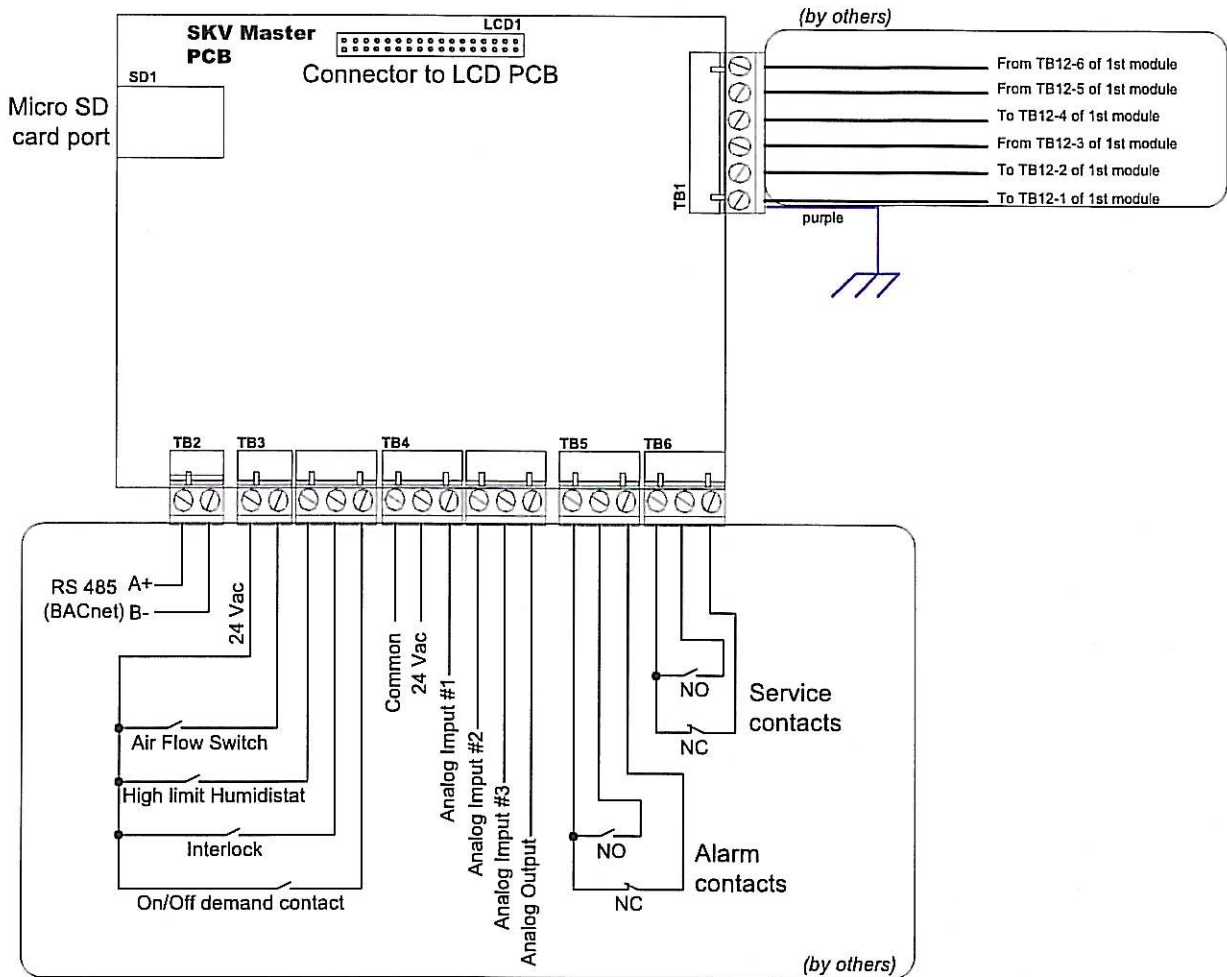 (by others)
SKV Master
PCB
LCD1
Connector to LCD PCB
SD1
Micro SD
card port
TB1
From TB12-6 of 1st module
From TB12-5 of 1st module
To TB12-4 of 1st module
From TB12-3 of 1st module
To TB12-2 of 1st module
To TB12-1 of 1st module
purple
TB2
TB3
TB4
TB5
TB6
RS 485 A+
(BACnet) B-
24 Vac
Common
24 Vac
Analog Imput #1
Analog Imput #2
Analog Imput #3
Analog Output
Air Flow Switch
High limit Humidistat
Interlock
On/Off demand contact
NO
NC
Service
contacts
NO
NC
Alarm
contacts
(by others)